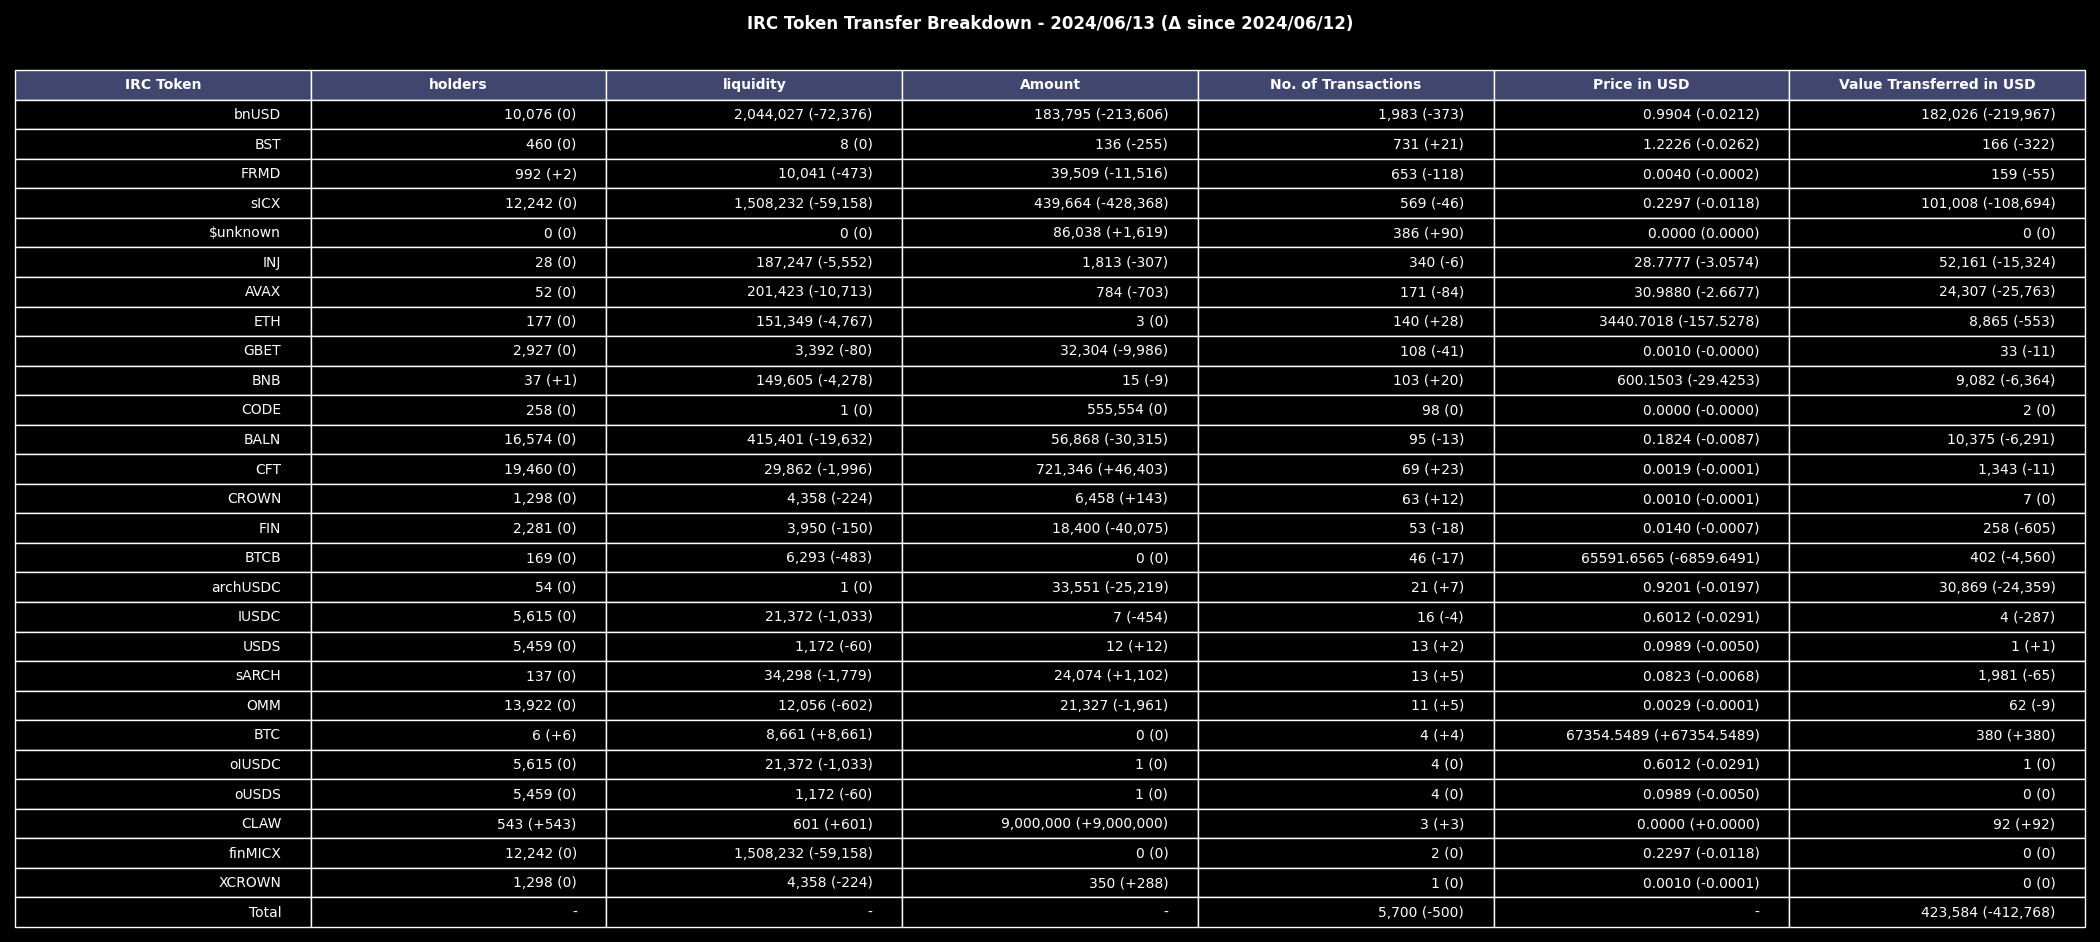 IRC Token Transfer Breakdown - 2024/06/13 (Δ since 2024/06/12)
IRC Token holders liquidity Amount No. of Transactions Price in USD Value Transferred in USD
bnUSD 10,076 (0) 2,044,027 (-72,376) 183,795 (-213,606) 1,983 (-373) 0.9904 (-0.0212) 182,026 (-219,967)
BST 460 (0) 8 (0) 136 (-255) 731 (+21) 1.2226 (-0.0262) 166 (-322)
FRMD 992 (+2) 10,041 (-473) 39,509 (-11,516) 653 (-118) 0.0040 (-0.0002) 159 (-55)
sICX 12,242 (0) 1,508,232 (-59,158) 439,664 (-428,368) 569 (-46) 0.2297 (-0.0118) 101,008 (-108,694)
$unknown 0 (0) 0 (0) 86,038 (+1,619) 386 (+90) 0.0000 (0.0000) 0 (0)
INJ 28 (0) 187,247 (-5,552) 1,813 (-307) 340 (-6) 28.7777 (-3.0574) 52,161 (-15,324)
AVAX 52 (0) 201,423 (-10,713) 784 (-703) 171 (-84) 30.9880 (-2.6677) 24,307 (-25,763)
ETH 177 (0) 151,349 (-4,767) 3 (0) 140 (+28) 3440.7018 (-157.5278) 8,865 (-553)
GBET 2,927 (0) 3,392 (-80) 32,304 (-9,986) 108 (-41) 0.0010 (-0.0000) 33 (-11)
BNB 37 (+1) 149,605 (-4,278) 15 (-9) 103 (+20) 600.1503 (-29.4253) 9,082 (-6,364)
CODE 258 (0) 1 (0) 555,554 (0) 98 (0) 0.0000 (-0.0000) 2 (0)
BALN 16,574 (0) 415,401 (-19,632) 56,868 (-30,315) 95 (-13) 0.1824 (-0.0087) 10,375 (-6,291)
CFT 19,460 (0) 29,862 (-1,996) 721,346 (+46,403) 69 (+23) 0.0019 (-0.0001) 1,343 (-11)
CROWN 1,298 (0) 4,358 (-224) 6,458 (+143) 63 (+12) 0.0010 (-0.0001) 7 (0)
FIN 2,281 (0) 3,950 (-150) 18,400 (-40,075) 53 (-18) 0.0140 (-0.0007) 258 (-605)
BTCB 169 (0) 6,293 (-483) 0 (0) 46 (-17) 65591.6565 (-6859.6491) 402 (-4,560)
archUSDC 54 (0) 1 (0) 33,551 (-25,219) 21 (+7) 0.9201 (-0.0197) 30,869 (-24,359)
IUSDC 5,615 (0) 21,372 (-1,033) 7 (-454) 16 (-4) 0.6012 (-0.0291) 4 (-287)
USDS 5,459 (0) 1,172 (-60) 12 (+12) 13 (+2) 0.0989 (-0.0050) 1 (+1)
sARCH 137 (0) 34,298 (-1,779) 24,074 (+1,102) 13 (+5) 0.0823 (-0.0068) 1,981 (-65)
OMM 13,922 (0) 12,056 (-602) 21,327 (-1,961) 11 (+5) 0.0029 (-0.0001) 62 (-9)
BTC 6 (+6) 8,661 (+8,661) 0 (0) 4 (+4) 67354.5489 (+67354.5489) 380 (+380)
oIUSDC 5,615 (0) 21,372 (-1,033) 1 (0) 4 (0) 0.6012 (-0.0291) 1 (0)
oUSDS 5,459 (0) 1,172 (-60) 1 (0) 4 (0) 0.0989 (-0.0050) 0 (0)
CLAW 543 (+543) 601 (+601) 9,000,000 (+9,000,000) 3 (+3) 0.0000 (+0.0000) 92 (+92)
finMICX 12,242 (0) 1,508,232 (-59,158) 0 (0) 2 (0) 0.2297 (-0.0118) 0 (0)
XCROWN 1,298 (0) 4,358 (-224) 350 (+288) 1 (0) 0.0010 (-0.0001) 0 (0)
Total - - - 5,700 (-500) - 423,584 (-412,768)